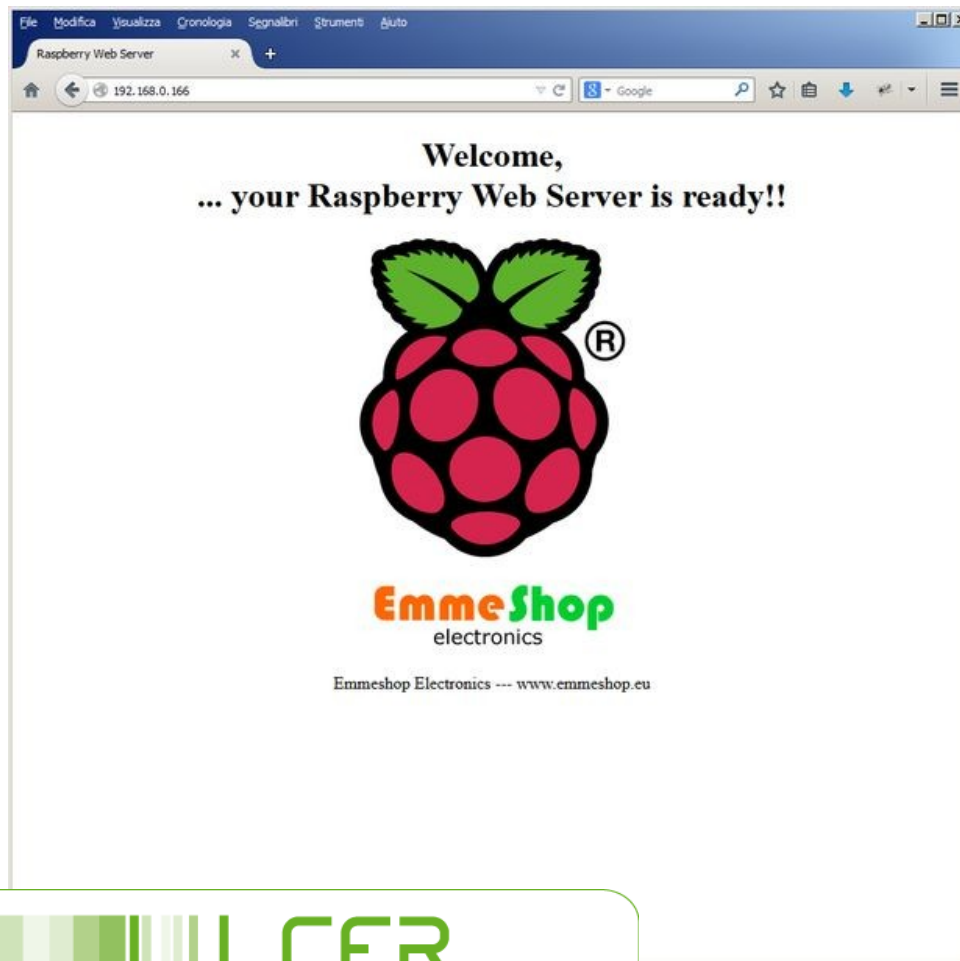 File Modifica Visualizza Cronologia Segnalibri Strumenti Aiuto
Raspberry Web Server
192.168.0.166
8 Google
Welcome,
... your Raspberry Web Server is ready!!
®
EmmeShop
electronics
Emmeshop Electronics --- www.emmeshop.eu